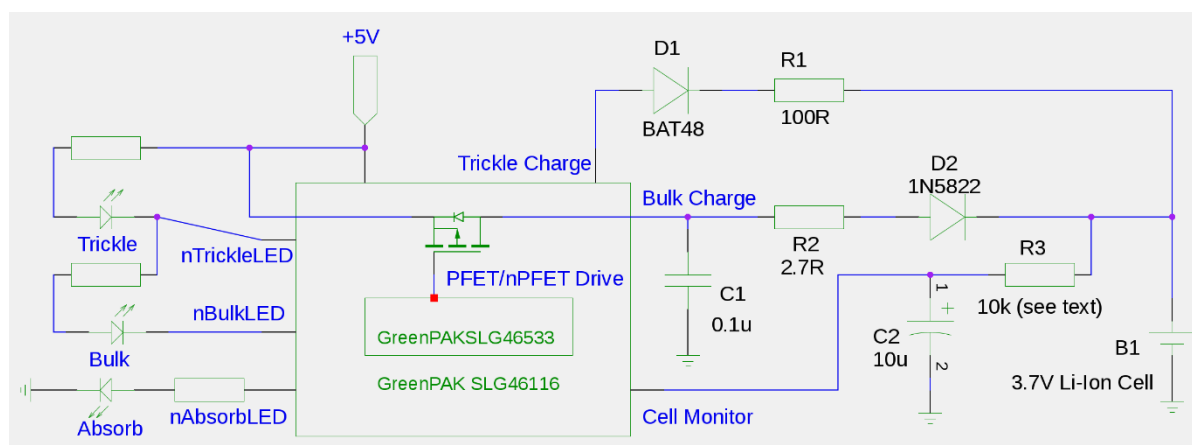 +5V
D1
BAT48
R1
100R
Trickle Charge
D2
1N5822
Bulk Charge
Trickle
nTrickleLED
R2
2.7R
R3
10k (see text)
PFET/nPFET Drive
C1
0.1u
1
+
nBulkLED
GreenPAKSLG46533
C2
10u
2
B1
3.7V Li-Ion Cell
Bulk
GreenPAK SLG46116
nAbsorbLED
Absorb
Cell Monitor